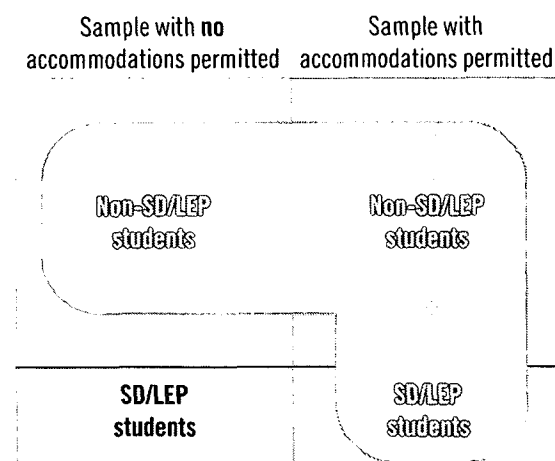 Sample with no
accommodations permitted
Sample with
accommodations permitted
Non-SD/LEP
students
Non-SD/LEP
students
SD/LEP
students
SD/LEP
students